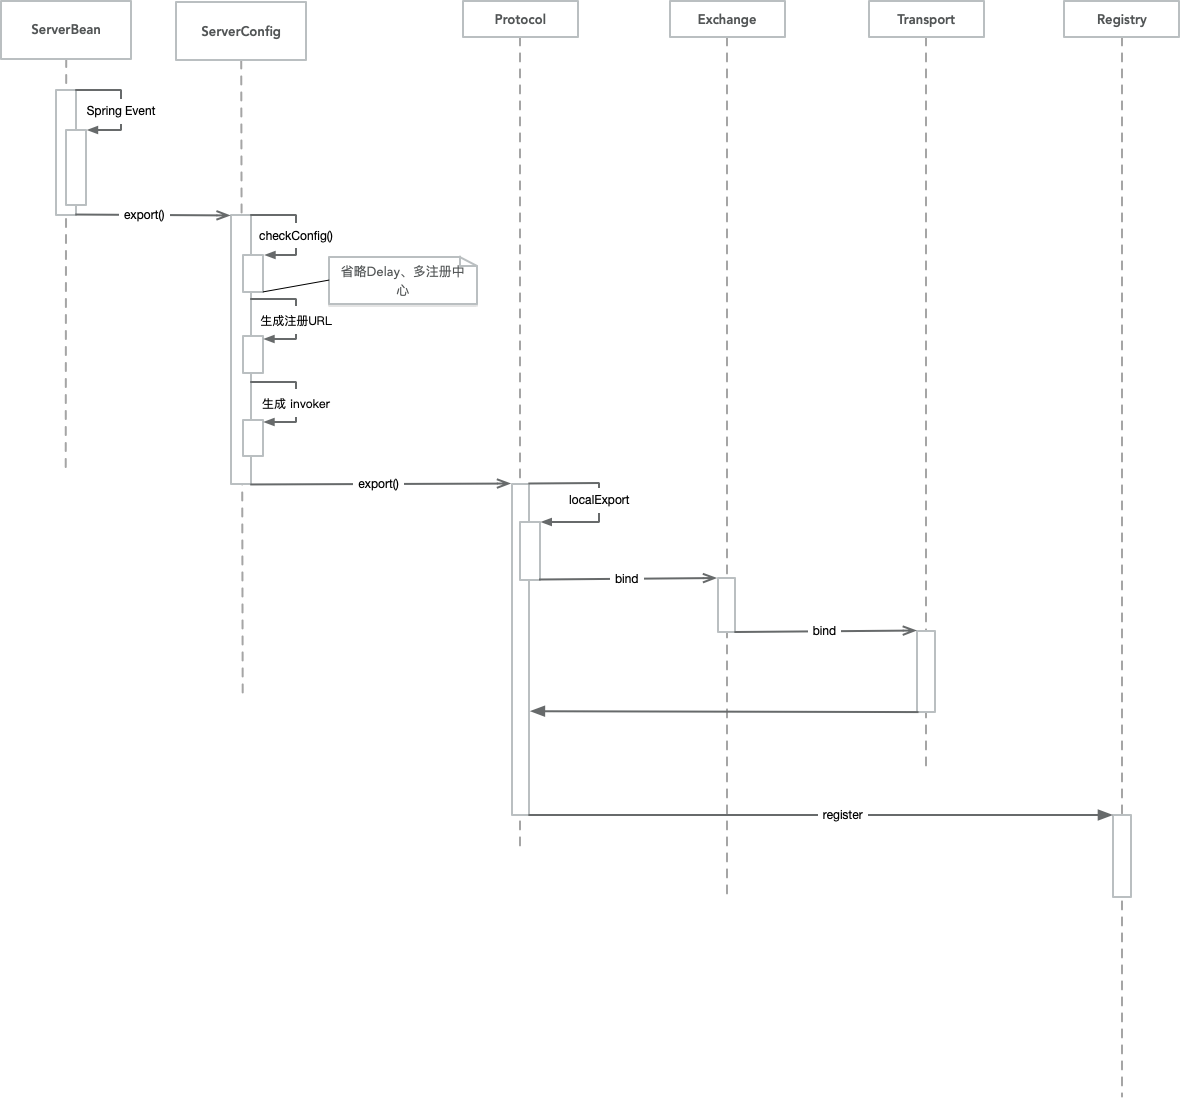 ServerBean
ServerConfig
Protocol
Exchange
Transport
Registry
Spring Event
export()
checkConfig()
省略Delay、多注册中
心
生成注册URL
生成 invoker
export()
localExport
bind
bind
register